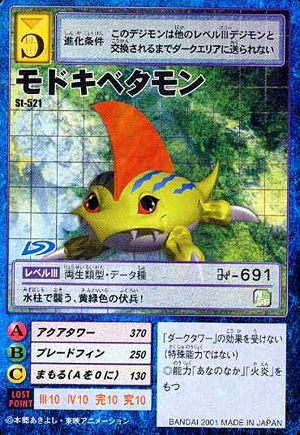 C
進化条件
このデジモンは他のレベルⅢデジモンと
交換されるまでダークエリアに送られない
モドキベタモン
St-521
レベルⅢ 両生類型・データ種
-691
水柱で襲う、黄緑色の伏兵!
A アクアタワー 370
B ブレードフィン 250
C まもる(Aを0に) 130
LOST POINT Ⅲ10 Ⅳ10 完10 究10
「ダークタワー」の効果を受けない
(特殊能力ではない)
◎能力「あなのなか」「火炎」を
もつ
©本郷あきよし・東映アニメーション
BANDAI 2001 MADE IN JAPAN